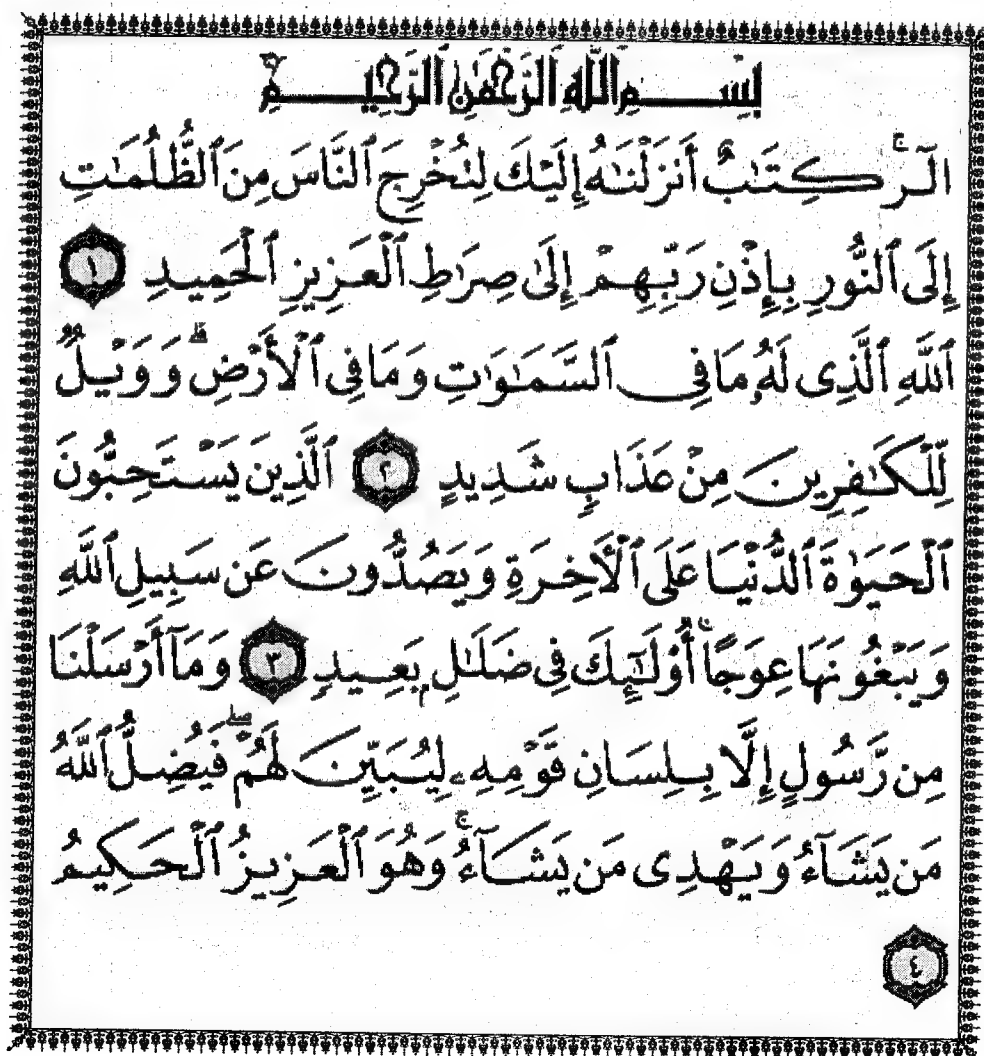 بِسْمِ ٱللَّهِ ٱلرَّحْمَٰنِ ٱلرَّحِيمِ
الٓرۚ كِتَٰبٌ أَنزَلْنَٰهُ إِلَيْكَ لِتُخْرِجَ ٱلنَّاسَ مِنَ ٱلظُّلُمَٰتِ
إِلَى ٱلنُّورِ بِإِذْنِ رَبِّهِمْ إِلَىٰ صِرَٰطِ ٱلْعَزِيزِ ٱلْحَمِيدِ ١
ٱللَّهِ ٱلَّذِى لَهُۥ مَا فِى ٱلسَّمَٰوَٰتِ وَمَا فِى ٱلْأَرْضِۗ وَوَيْلٌ
لِّلْكَٰفِرِينَ مِنْ عَذَابٍ شَدِيدٍ ٢ ٱلَّذِينَ يَسْتَحِبُّونَ
ٱلْحَيَوٰةَ ٱلدُّنْيَا عَلَى ٱلْأَخِرَةِ وَيَصُدُّونَ عَن سَبِيلِ ٱللَّهِ
وَيَبْغُونَهَا عِوَجًاۚ أُو۟لَٰٓئِكَ فِى ضَلَٰلٍۭ بَعِيدٍ ٣ وَمَآ أَرْسَلْنَا
مِن رَّسُولٍ إِلَّا بِلِسَانِ قَوْمِهِۦ لِيُبَيِّنَ لَهُمْۖ فَيُضِلُّ ٱللَّهُ
مَن يَشَآءُ وَيَهْدِى مَن يَشَآءُۚ وَهُوَ ٱلْعَزِيزُ ٱلْحَكِيمُ
٤